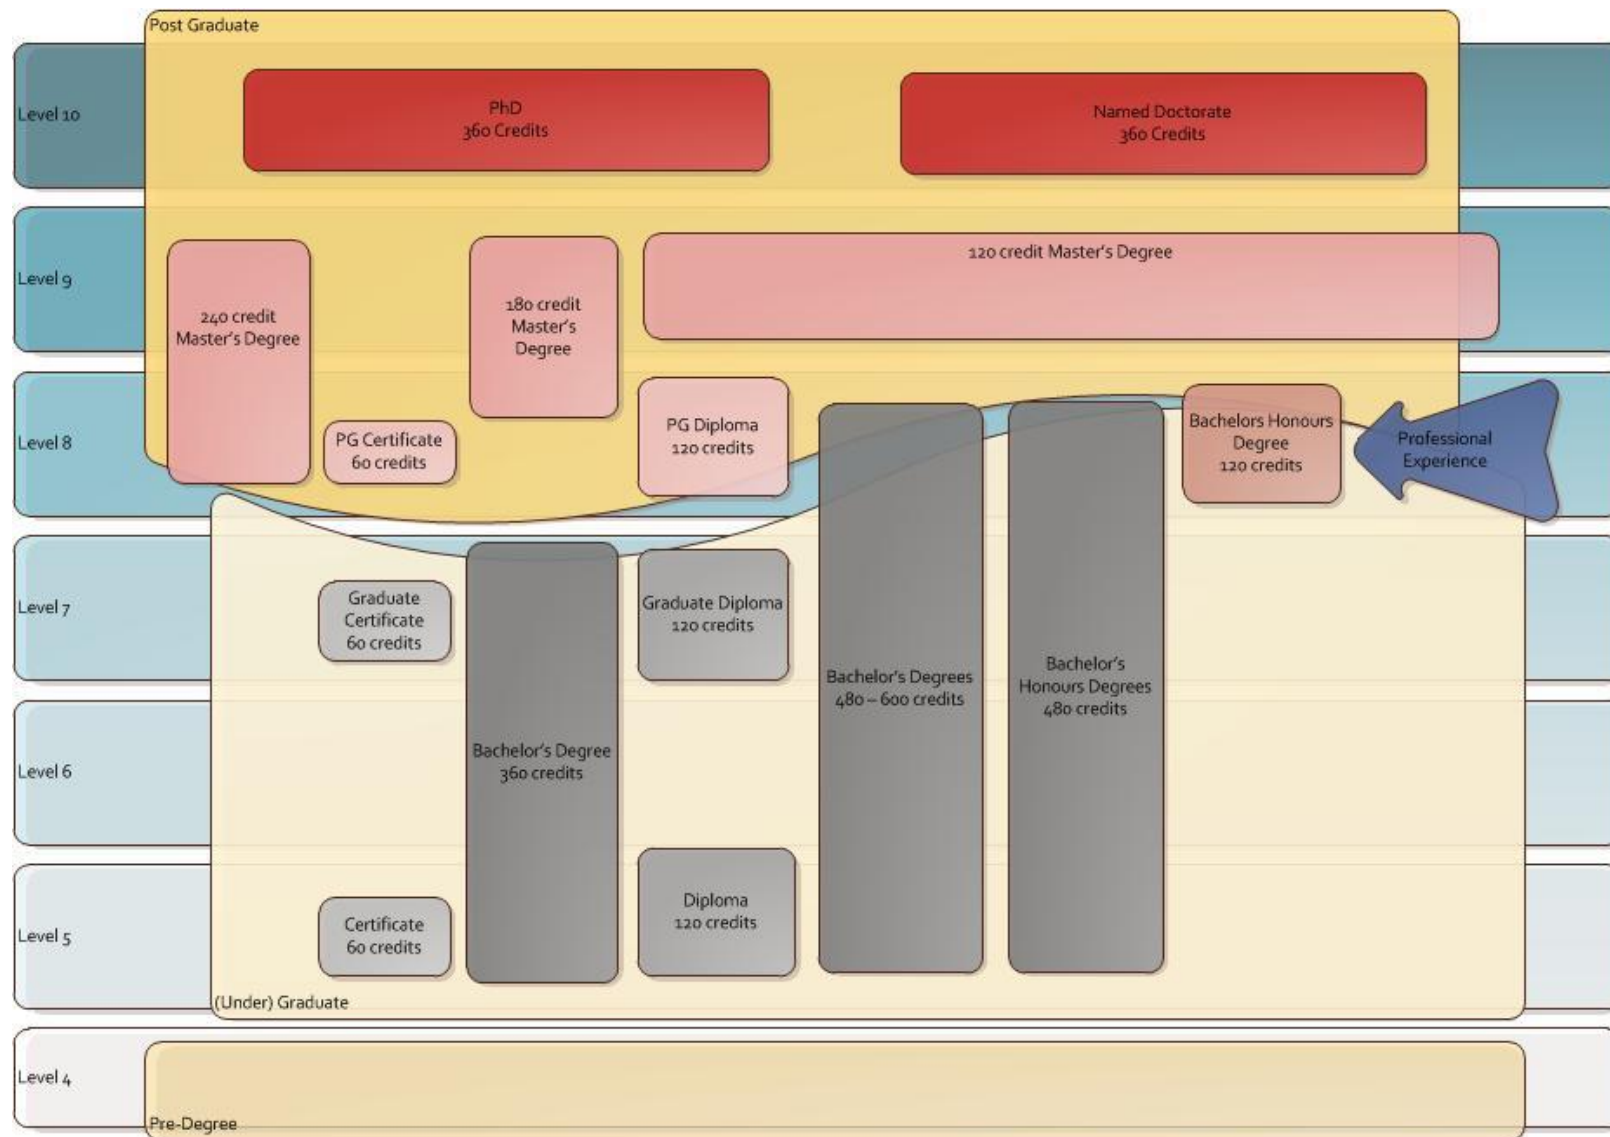 Post Graduate
Level 10
PhD
360 Credits
Named Doctorate
360 Credits
Level 9
240 credit
Master's Degree
180 credit
Master's
Degree
120 credit Master's Degree
Level 8
PG Certificate
60 credits
PG Diploma
120 credits
Bachelors Honours
Degree
120 credits
Professional
Experience
Level 7
Graduate
Certificate
60 credits
Graduate Diploma
120 credits
Bachelor's Degrees
480 – 600 credits
Bachelor's
Honours Degrees
480 credits
Level 6
Bachelor's Degree
360 credits
Level 5
Certificate
60 credits
Diploma
120 credits
(Under) Graduate
Level 4
Pre-Degree